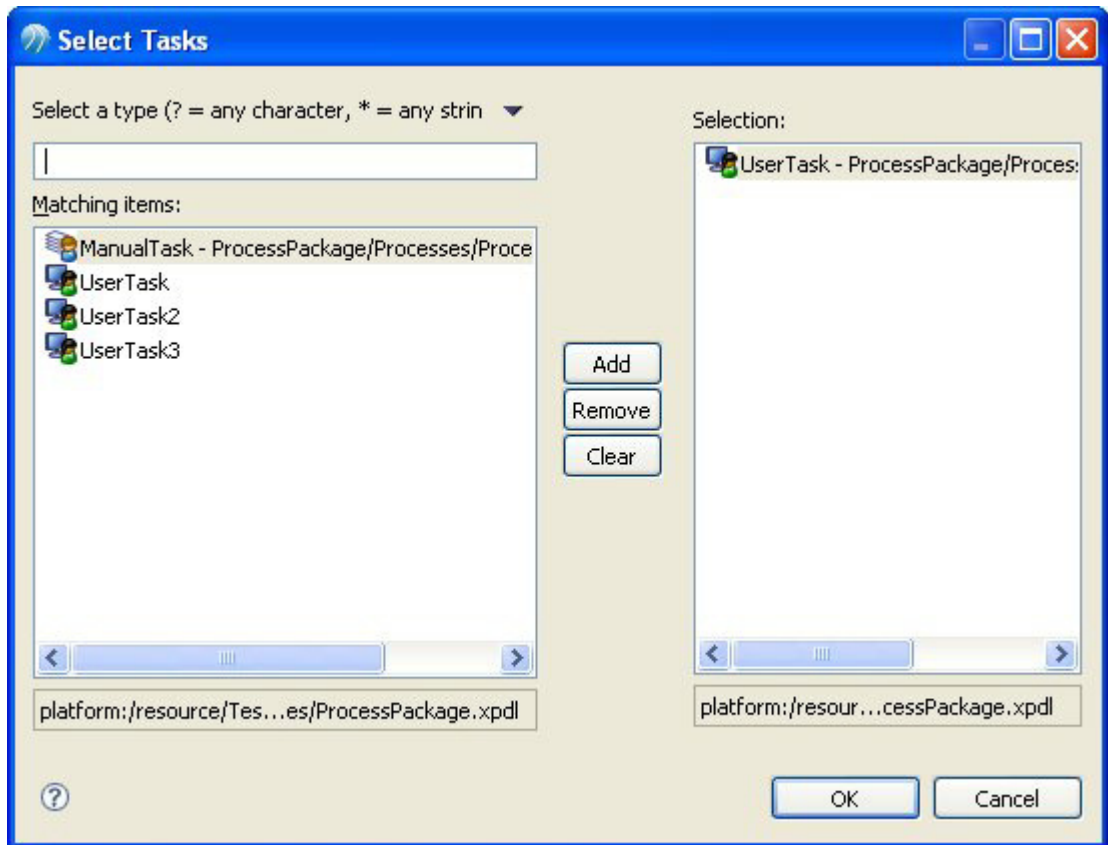 Select Tasks
Select a type (? = any character, * = any strin
Matching items:
ManualTask - ProcessPackage/Processes/Proce
UserTask
UserTask2
UserTask3
platform:/resource/Tes...es/ProcessPackage.xpdl
Add
Remove
Clear
Selection:
UserTask - ProcessPackage/Proces
platform:/resour...cessPackage.xpdl
?
OK
Cancel